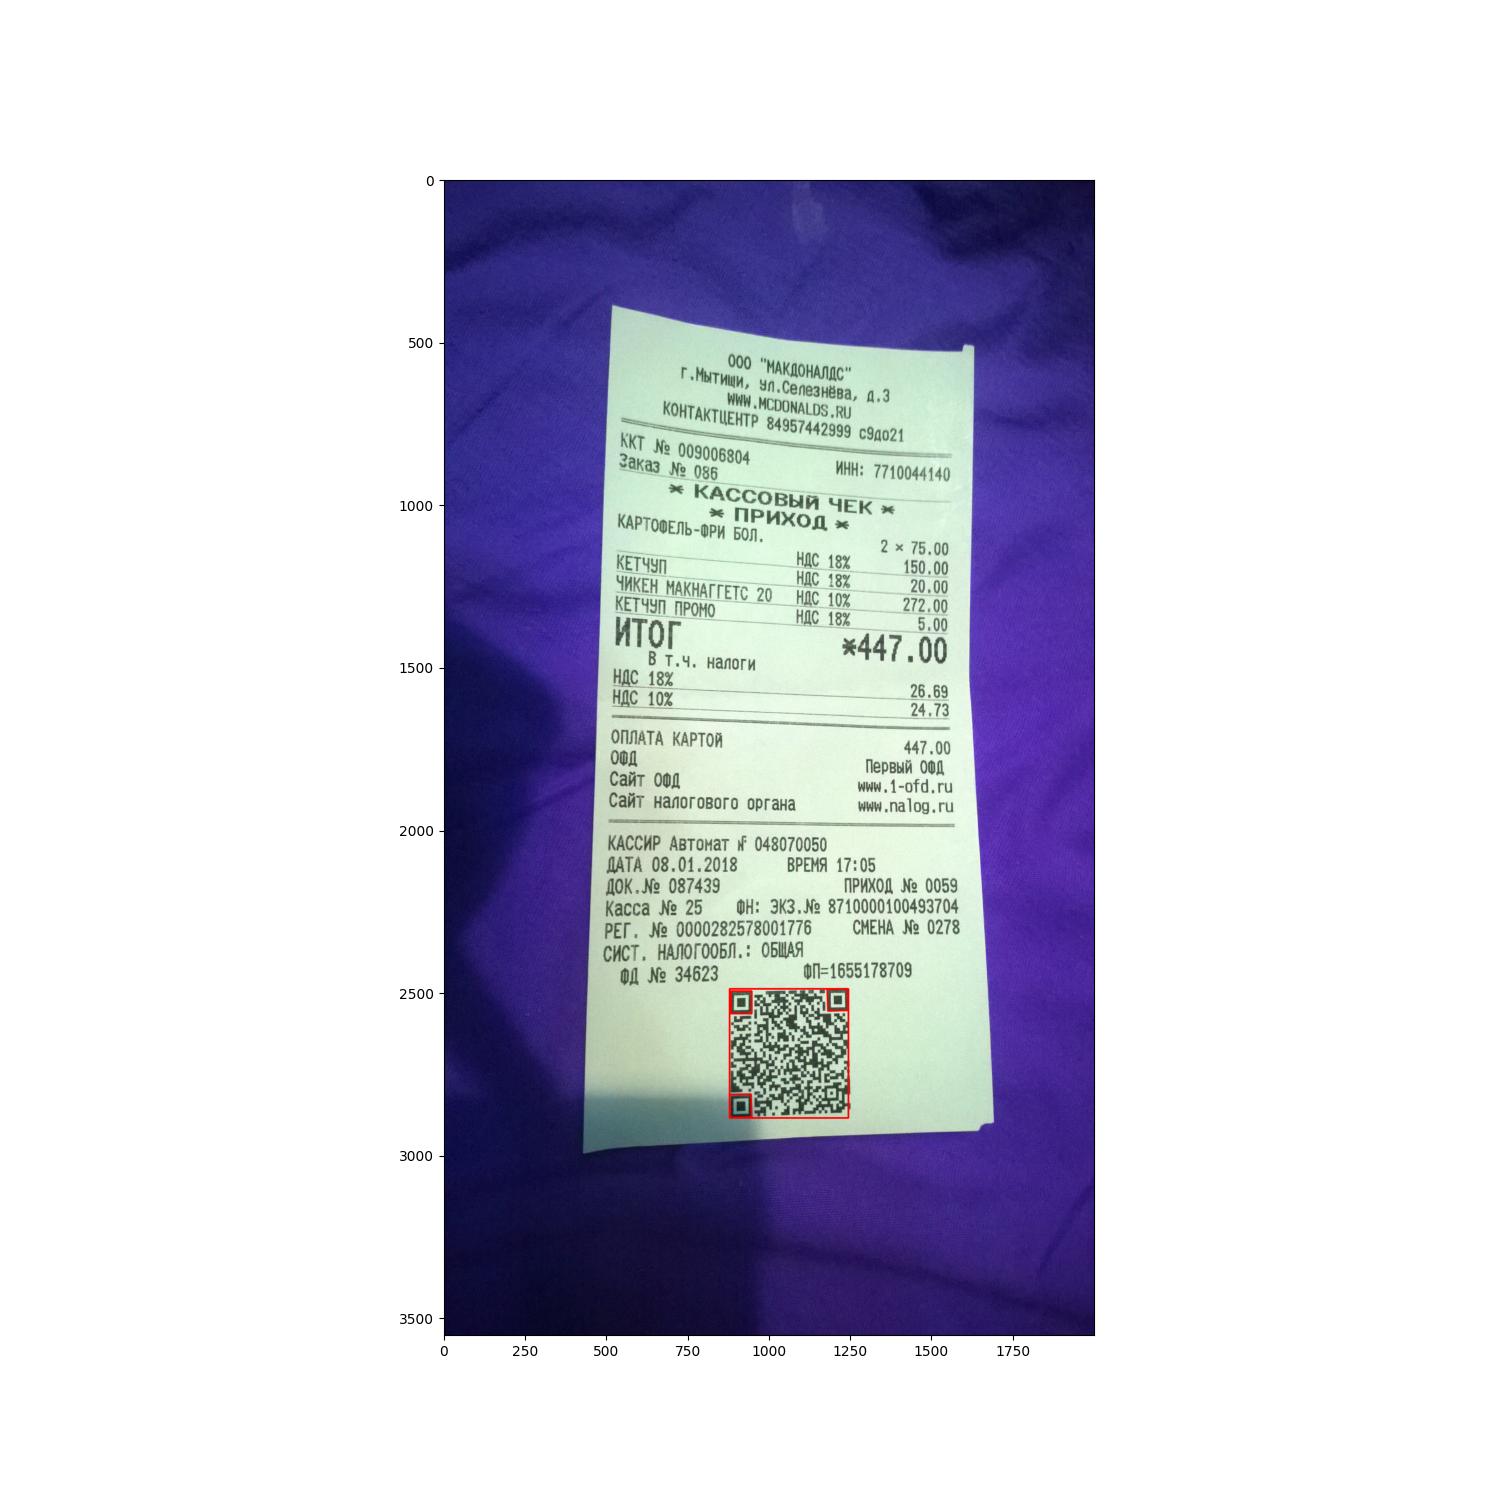 ООО "МАКДОНАЛДС"
г.Мытищи, ул.Селезнёва, д.3
WWW.MCDONALDS.RU
КОНТАКТЦЕНТР 84957442999 с9до21
ККТ № 009006804 ИНН: 7710044140
Заказ № 086
* КАССОВЫЙ ЧЕК *
* ПРИХОД *
КАРТОФЕЛЬ-ФРИ БОЛ.
2 × 75.00
НДС 18% 150.00
КЕТЧУП НДС 18% 20.00
ЧИКЕН МАКНАГГЕТС 20 НДС 10% 272.00
КЕТЧУП ПРОМО НДС 18% 5.00
ИТОГ *447.00
В т.ч. налоги
НДС 18% 26.69
НДС 10% 24.73
ОПЛАТА КАРТОЙ 447.00
ОФД Первый ОФД
Сайт ОФД www.1-ofd.ru
Сайт налогового органа www.nalog.ru
КАССИР Автомат № 048070050
ДАТА 08.01.2018 ВРЕМЯ 17:05
ДОК.№ 087439 ПРИХОД № 0059
Касса № 25 ФН: ЭКЗ.№ 8710000100493704
РЕГ. № 0000282578001776 СМЕНА № 0278
СИСТ. НАЛОГООБЛ.: ОБЩАЯ
ФД № 34623 ФП=1655178709
0
500
1000
1500
2000
2500
3000
3500
0 250 500 750 1000 1250 1500 1750